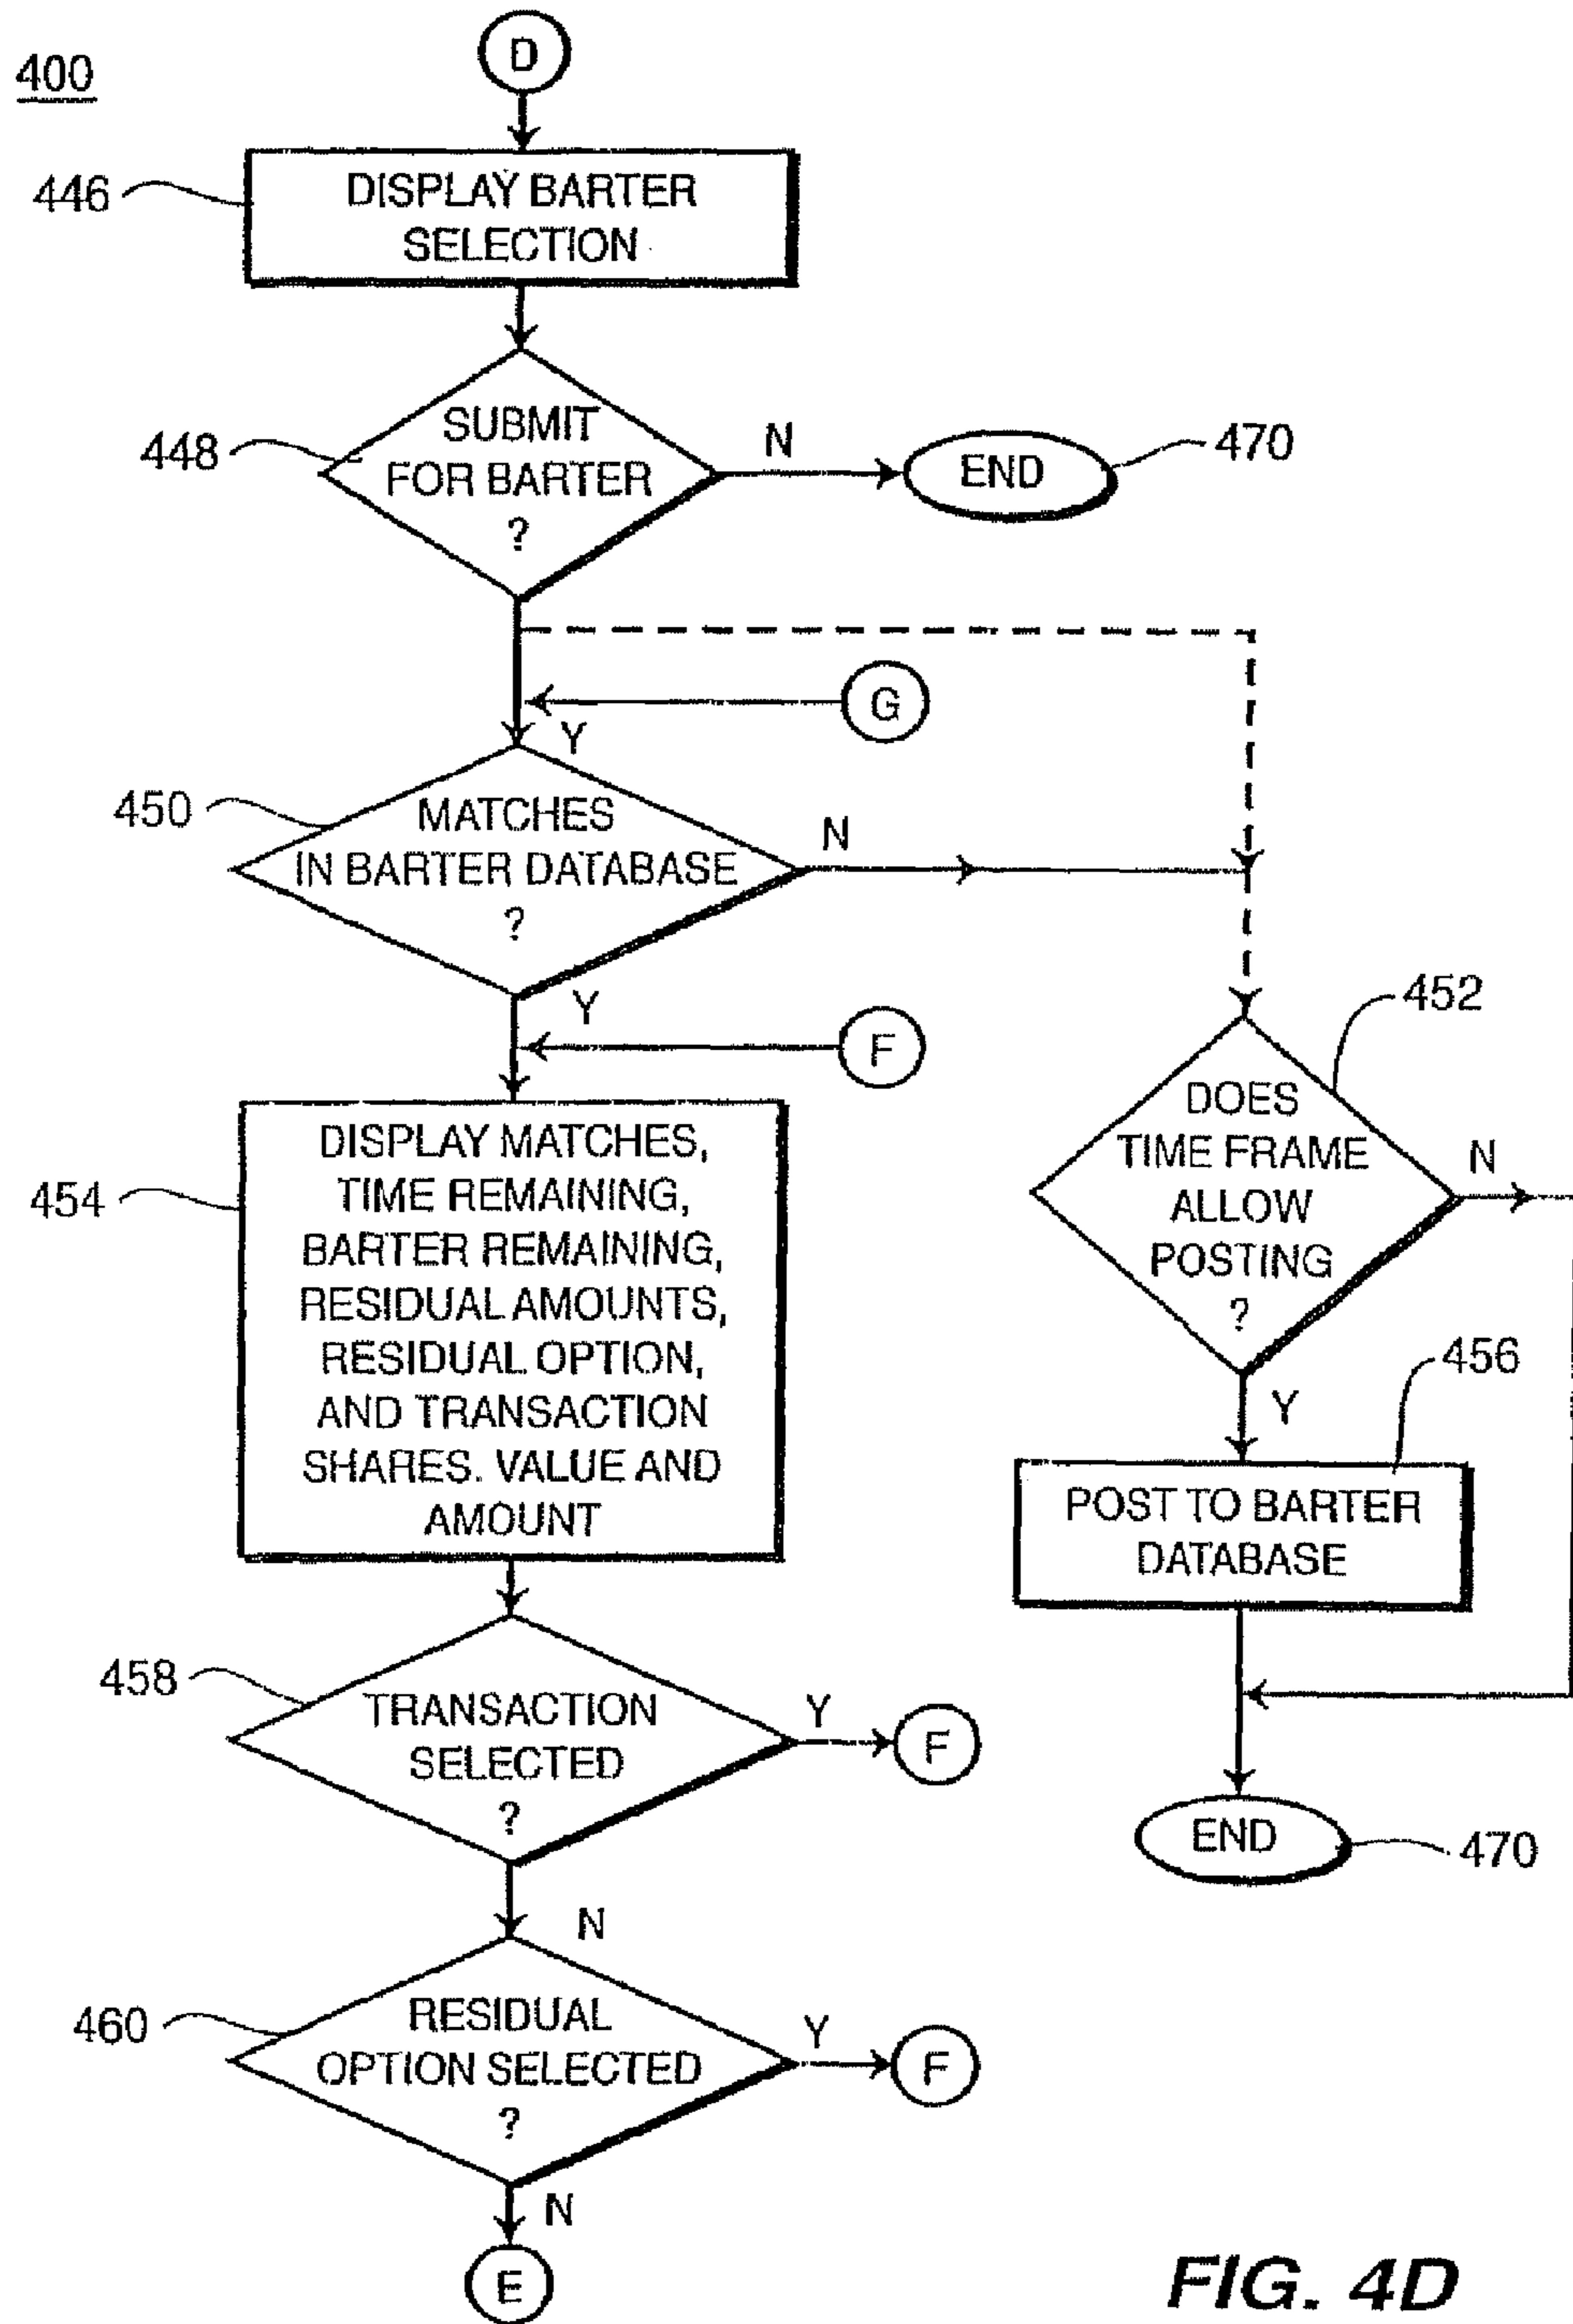 400
D
446
DISPLAY BARTER
SELECTION
448
SUBMIT
FOR BARTER
?
N
END
470
G
Y
450
MATCHES
IN BARTER DATABASE
?
N
Y
F
452
DOES
TIME FRAME
ALLOW
POSTING
?
N
Y
454
DISPLAY MATCHES,
TIME REMAINING,
BARTER REMAINING,
RESIDUAL AMOUNTS,
RESIDUAL OPTION,
AND TRANSACTION
SHARES. VALUE AND
AMOUNT
456
POST TO BARTER
DATABASE
458
TRANSACTION
SELECTED
?
Y
F
N
END
470
460
RESIDUAL
OPTION SELECTED
?
Y
F
N
E
FIG. 4D